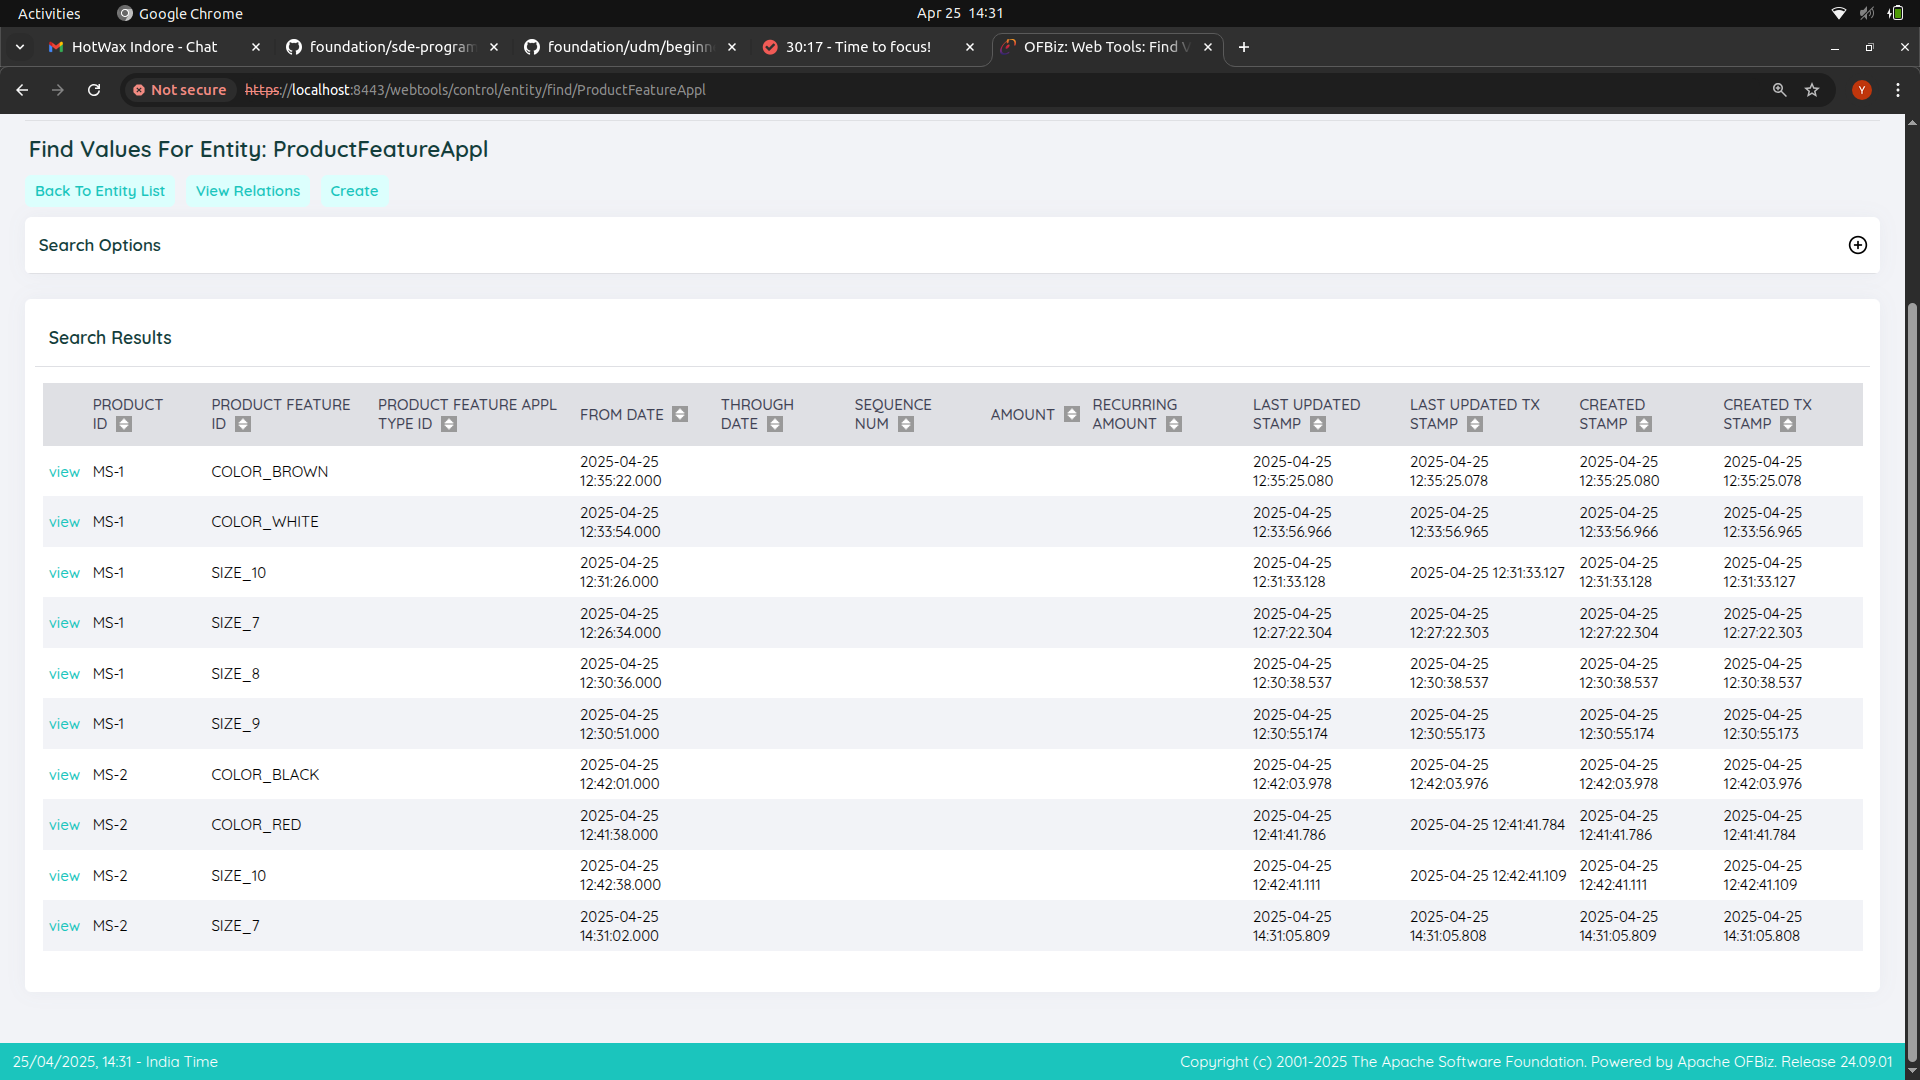 Activities Google Chrome Apr 25 14:31
HotWax Indore - Chat foundation/sde-program foundation/udm/beginn 30:17 - Time to focus! OFBiz: Web Tools: Find V
Not secure https://localhost:8443/webtools/control/entity/find/ProductFeatureAppl Y
Find Values For Entity: ProductFeatureAppl
Back To Entity List View Relations Create
Search Options
Search Results
PRODUCT ID PRODUCT FEATURE ID PRODUCT FEATURE APPL TYPE ID FROM DATE THROUGH DATE SEQUENCE NUM AMOUNT RECURRING AMOUNT LAST UPDATED STAMP LAST UPDATED TX STAMP CREATED STAMP CREATED TX STAMP
view MS-1 COLOR_BROWN 2025-04-25 12:35:22.000 2025-04-25 12:35:25.080 2025-04-25 12:35:25.078 2025-04-25 12:35:25.080 2025-04-25 12:35:25.078
view MS-1 COLOR_WHITE 2025-04-25 12:33:54.000 2025-04-25 12:33:56.966 2025-04-25 12:33:56.965 2025-04-25 12:33:56.966 2025-04-25 12:33:56.965
view MS-1 SIZE_10 2025-04-25 12:31:26.000 2025-04-25 12:31:33.128 2025-04-25 12:31:33.127 2025-04-25 12:31:33.128 2025-04-25 12:31:33.127
view MS-1 SIZE_7 2025-04-25 12:26:34.000 2025-04-25 12:27:22.304 2025-04-25 12:27:22.303 2025-04-25 12:27:22.304 2025-04-25 12:27:22.303
view MS-1 SIZE_8 2025-04-25 12:30:36.000 2025-04-25 12:30:38.537 2025-04-25 12:30:38.537 2025-04-25 12:30:38.537 2025-04-25 12:30:38.537
view MS-1 SIZE_9 2025-04-25 12:30:51.000 2025-04-25 12:30:55.174 2025-04-25 12:30:55.173 2025-04-25 12:30:55.174 2025-04-25 12:30:55.173
view MS-2 COLOR_BLACK 2025-04-25 12:42:01.000 2025-04-25 12:42:03.978 2025-04-25 12:42:03.976 2025-04-25 12:42:03.978 2025-04-25 12:42:03.976
view MS-2 COLOR_RED 2025-04-25 12:41:38.000 2025-04-25 12:41:41.786 2025-04-25 12:41:41.784 2025-04-25 12:41:41.786 2025-04-25 12:41:41.784
view MS-2 SIZE_10 2025-04-25 12:42:38.000 2025-04-25 12:42:41.111 2025-04-25 12:42:41.109 2025-04-25 12:42:41.111 2025-04-25 12:42:41.109
view MS-2 SIZE_7 2025-04-25 14:31:02.000 2025-04-25 14:31:05.809 2025-04-25 14:31:05.808 2025-04-25 14:31:05.809 2025-04-25 14:31:05.808
25/04/2025, 14:31 - India Time Copyright (c) 2001-2025 The Apache Software Foundation. Powered by Apache OFBiz. Release 24.09.01